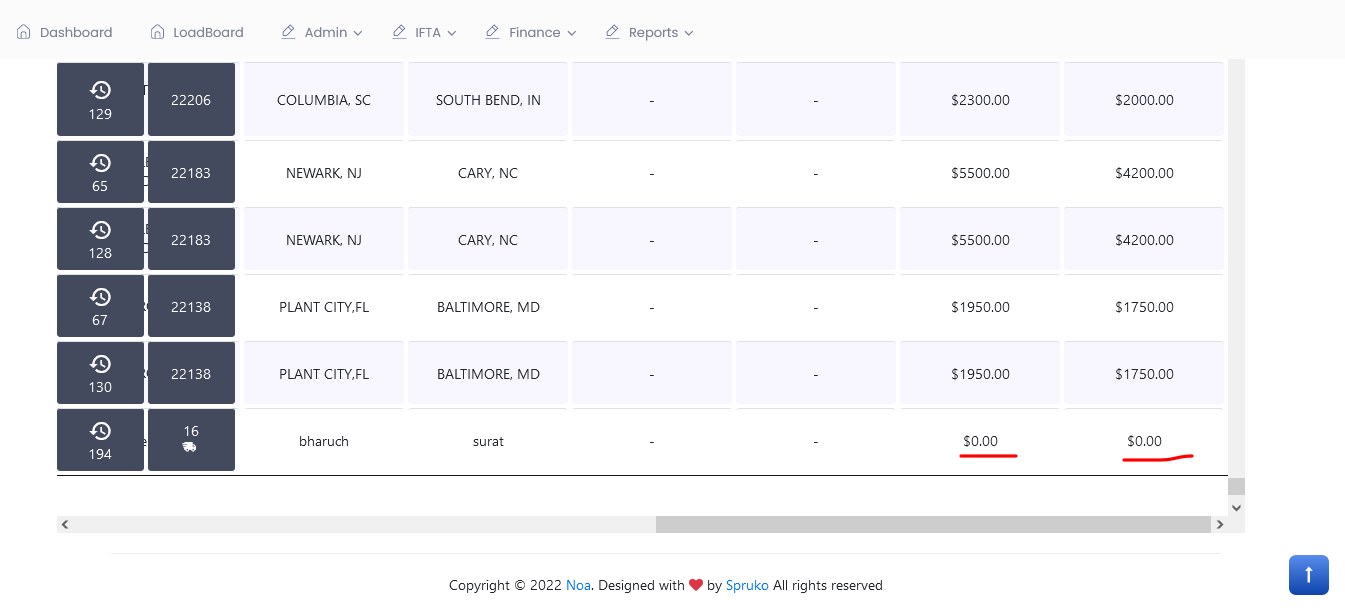 Dashboard LoadBoard Admin IFTA Finance Reports
129 22206 COLUMBIA, SC SOUTH BEND, IN - - $2300.00 $2000.00
65 22183 NEWARK, NJ CARY, NC - - $5500.00 $4200.00
128 22183 NEWARK, NJ CARY, NC - - $5500.00 $4200.00
67 22138 PLANT CITY,FL BALTIMORE, MD - - $1950.00 $1750.00
130 22138 PLANT CITY,FL BALTIMORE, MD - - $1950.00 $1750.00
194 16 bharuch surat - - $0.00 $0.00
Copyright © 2022 Noa. Designed with ❤ by Spruko All rights reserved